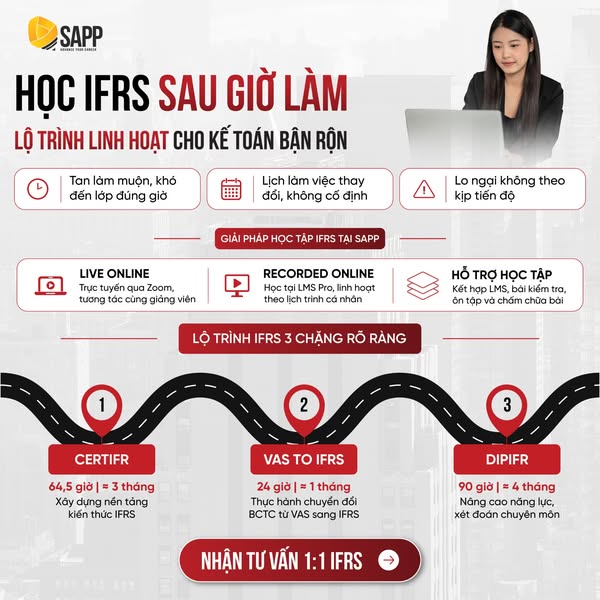 SAPP
ADVANCE YOUR CAREER
HỌC IFRS SAU GIỜ LÀM
LỘ TRÌNH LINH HOẠT CHO KẾ TOÁN BẬN RỘN
Tan làm muộn, khó
đến lớp đúng giờ
Lịch làm việc thay
đổi, không cố định
Lo ngại không theo
kịp tiến độ
GIẢI PHÁP HỌC TẬP IFRS TẠI SAPP
LIVE ONLINE
Trực tuyến qua Zoom,
tương tác cùng giảng viên
RECORDED ONLINE
Học tại LMS Pro, linh hoạt
theo lịch trình cá nhân
HỖ TRỢ HỌC TẬP
Kết hợp LMS, bài kiểm tra,
ôn tập và chấm chữa bài
LỘ TRÌNH IFRS 3 CHẶNG RÕ RÀNG
1
CERTIFR
64,5 giờ | ≈ 3 tháng
Xây dựng nền tảng
kiến thức IFRS
2
VAS TO IFRS
24 giờ | ≈ 1 tháng
Thực hành chuyển đổi
BCTC từ VAS sang IFRS
3
DIPIFR
90 giờ | ≈ 4 tháng
Nâng cao năng lực,
xét đoán chuyên môn
NHẬN TƯ VẤN 1:1 IFRS